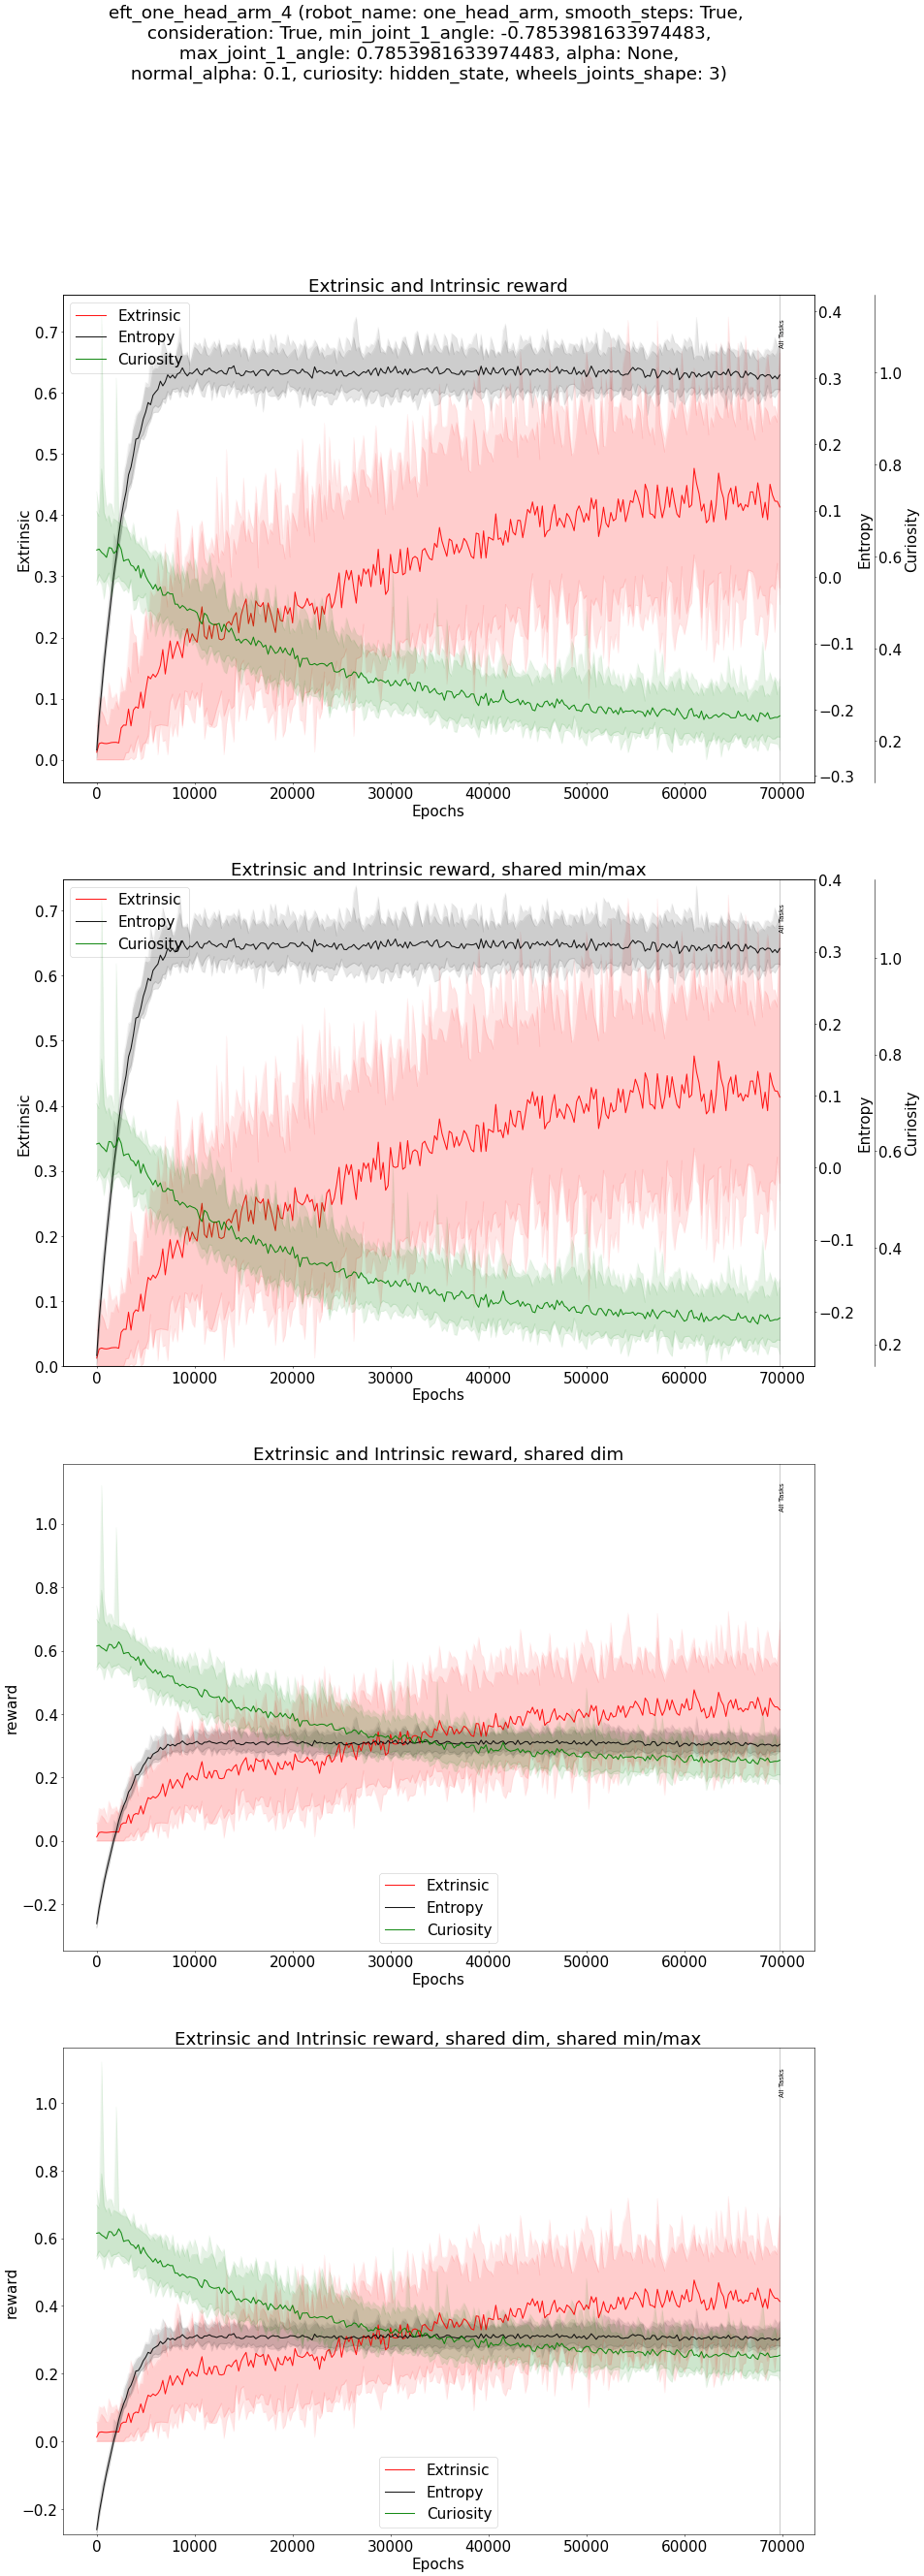 eft_one_head_arm_4 (robot_name: one_head_arm, smooth_steps: True,
consideration: True, min_joint_1_angle: -0.7853981633974483,
max_joint_1_angle: 0.7853981633974483, alpha: None,
normal_alpha: 0.1, curiosity: hidden_state, wheels_joints_shape: 3)
Extrinsic and Intrinsic reward
Extrinsic
Entropy
Curiosity
All Tasks
0.7
0.6
0.5
0.4
0.3
0.2
0.1
0.0
Extrinsic
0.4
0.3
0.2
0.1
0.0
−0.1
−0.2
−0.3
Entropy
1.0
0.8
0.6
0.4
0.2
Curiosity
0 10000 20000 30000 40000 50000 60000 70000
Epochs
Extrinsic and Intrinsic reward, shared min/max
Extrinsic
Entropy
Curiosity
All Tasks
0.7
0.6
0.5
0.4
0.3
0.2
0.1
0.0
Extrinsic
0.4
0.3
0.2
0.1
0.0
−0.1
−0.2
Entropy
1.0
0.8
0.6
0.4
0.2
Curiosity
0 10000 20000 30000 40000 50000 60000 70000
Epochs
Extrinsic and Intrinsic reward, shared dim
All Tasks
1.0
0.8
0.6
0.4
0.2
0.0
−0.2
reward
Extrinsic
Entropy
Curiosity
0 10000 20000 30000 40000 50000 60000 70000
Epochs
Extrinsic and Intrinsic reward, shared dim, shared min/max
All Tasks
1.0
0.8
0.6
0.4
0.2
0.0
−0.2
reward
Extrinsic
Entropy
Curiosity
0 10000 20000 30000 40000 50000 60000 70000
Epochs